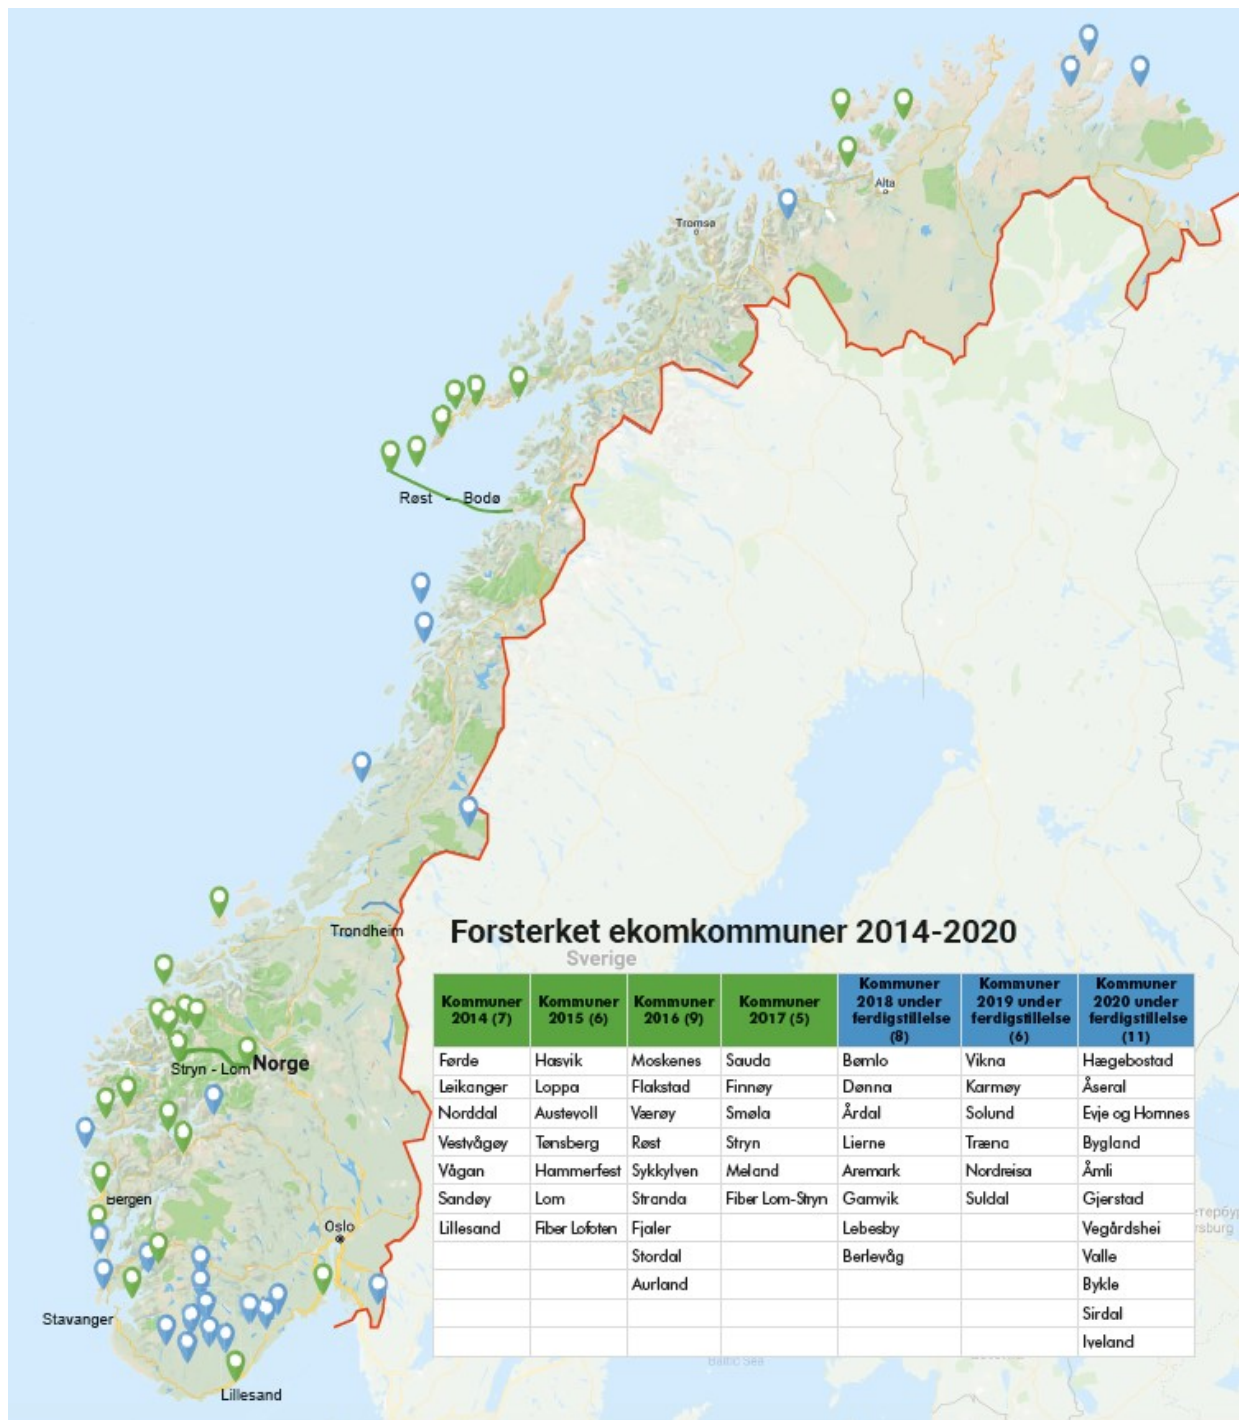 Alta
Tromsø
Røst - Bodø
Trondheim
Forsterket ekomkommuner 2014-2020
Sverige
Kommuner 2014 (7)
Kommuner 2015 (6)
Kommuner 2016 (9)
Kommuner 2017 (5)
Kommuner 2018 under ferdigstillelse (8)
Kommuner 2019 under ferdigstillelse (6)
Kommuner 2020 under ferdigstillelse (11)
Førde Hasvik Moskenes Sauda Bømlo Vikna Hægebostad
Leikanger Loppa Flakstad Finnøy Dønna Karmøy Åseral
Norddal Austevoll Værøy Smøla Årdal Solund Evje og Hornnes
Vestvågøy Tønsberg Røst Stryn Lierne Træna Bygland
Vågan Hammerfest Sykkylven Meland Aremark Nordreisa Åmli
Sandøy Lom Stranda Fiber Lom-Stryn Gamvik Suldal Gjerstad
Lillesand Fiber Lofoten Fjaler Lebesby Vegårdshei
Stordal Berlevåg Valle
Aurland Bykle
Sirdal
Iveland
Norge
Stryn - Lom
Bergen
Oslo
Stavanger
Lillesand
Baltic Sea